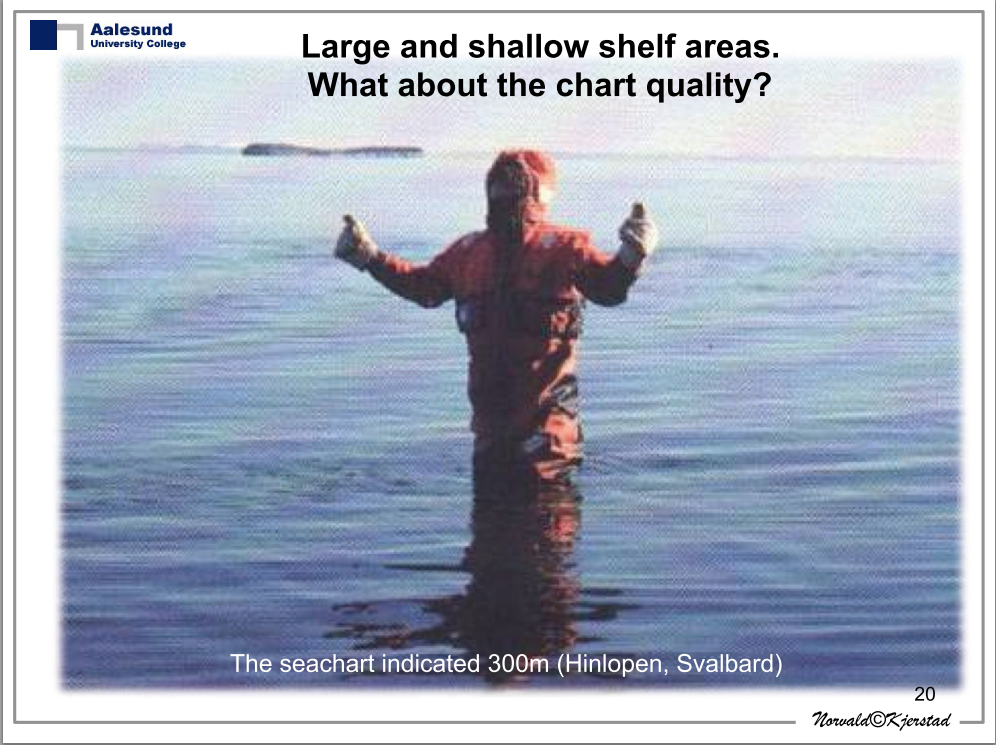 Aalesund
University College
Large and shallow shelf areas.
What about the chart quality?
The seachart indicated 300m (Hinlopen, Svalbard)
20
Norvald©Kjerstad